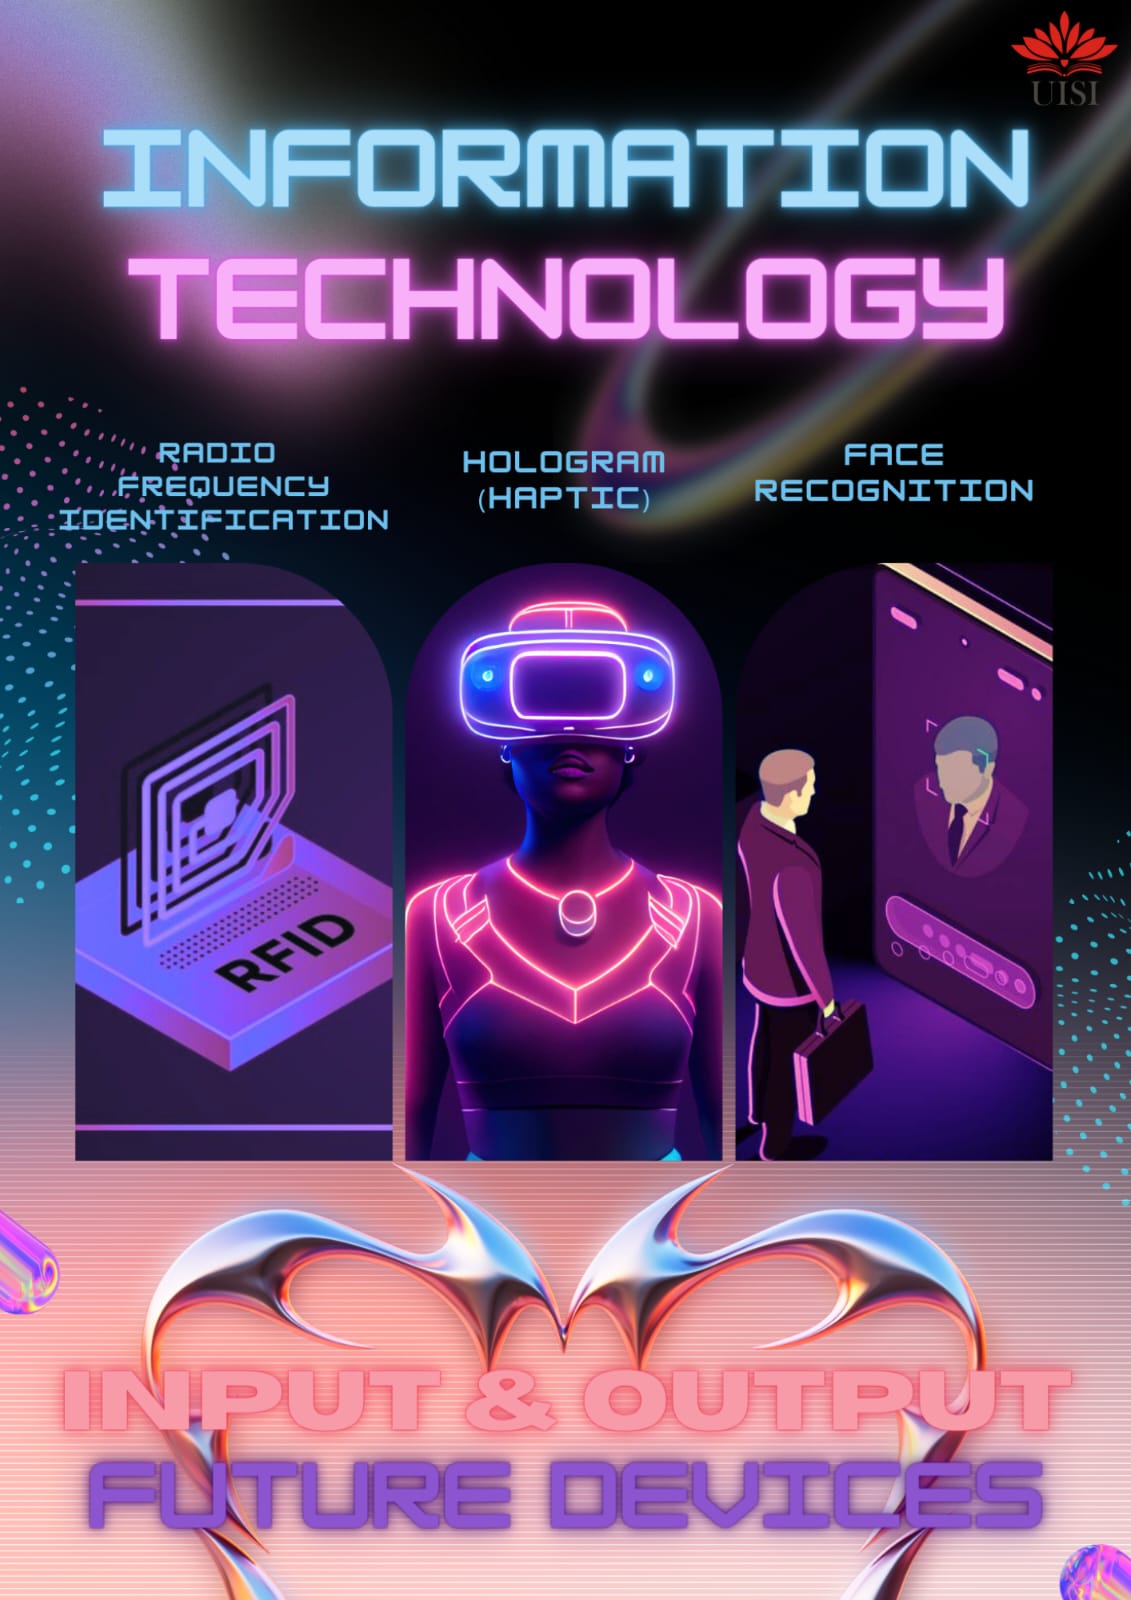 UISI
INFORMATION
TECHNOLOGY
RADIO
FREQUENCY
IDENTIFICATION
HOLOGRAM
(HAPTIC)
FACE
RECOGNITION
RFID
INPUT & OUTPUT
FUTURE DEVICES